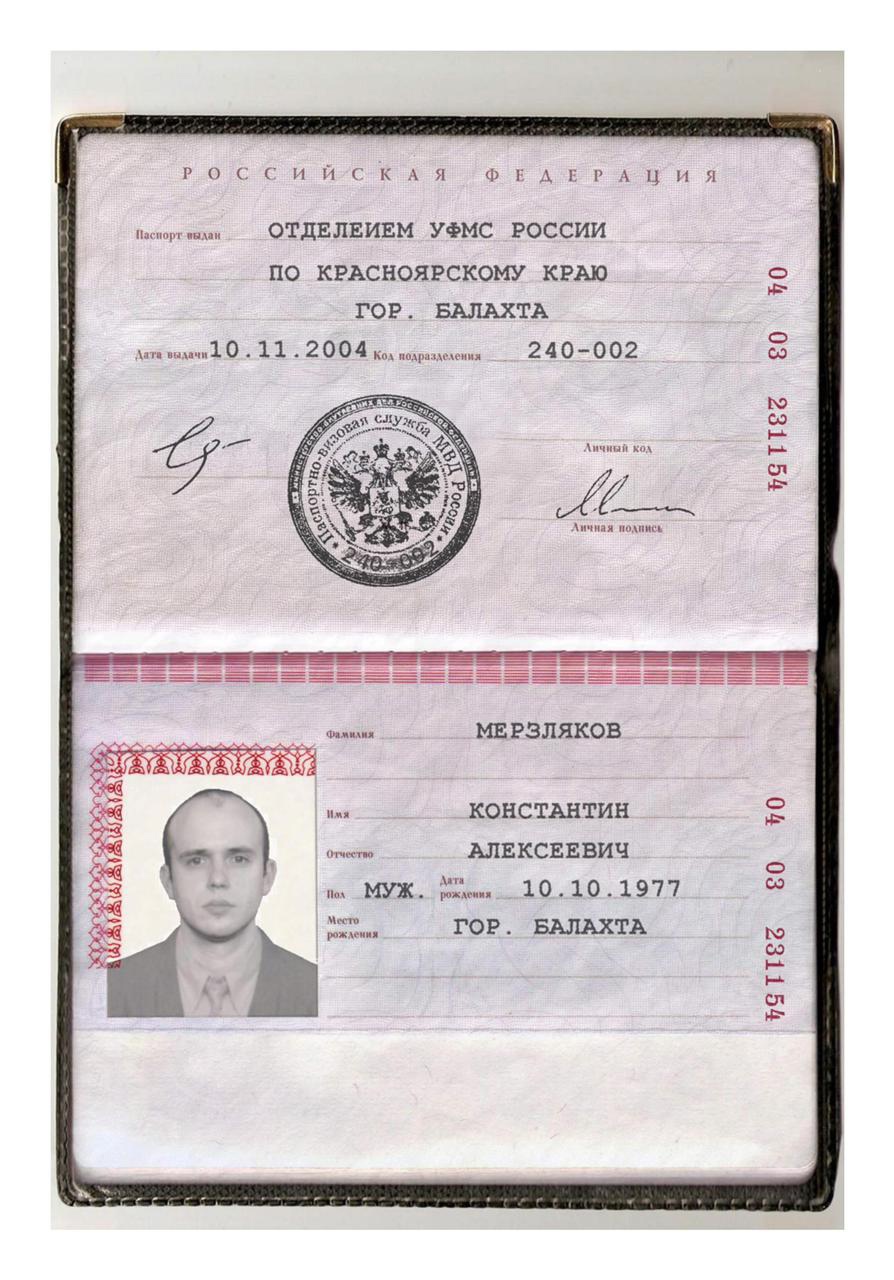 РОССИЙСКАЯ ФЕДЕРАЦИЯ
Паспорт выдан ОТДЕЛЕИЕМ УФМС РОССИИ
ПО КРАСНОЯРСКОМУ КРАЮ
ГОР. БАЛАХТА
Дата выдачи 10.11.2004 Код подразделения 240-002
04 03 231154
Личный код
Личная подпись
Паспортно-визовая служба МВД России
240-002
Фамилия МЕРЗЛЯКОВ
Имя КОНСТАНТИН
Отчество АЛЕКСЕЕВИЧ
Пол МУЖ. Дата рождения 10.10.1977
Место рождения ГОР. БАЛАХТА
04 03 231154